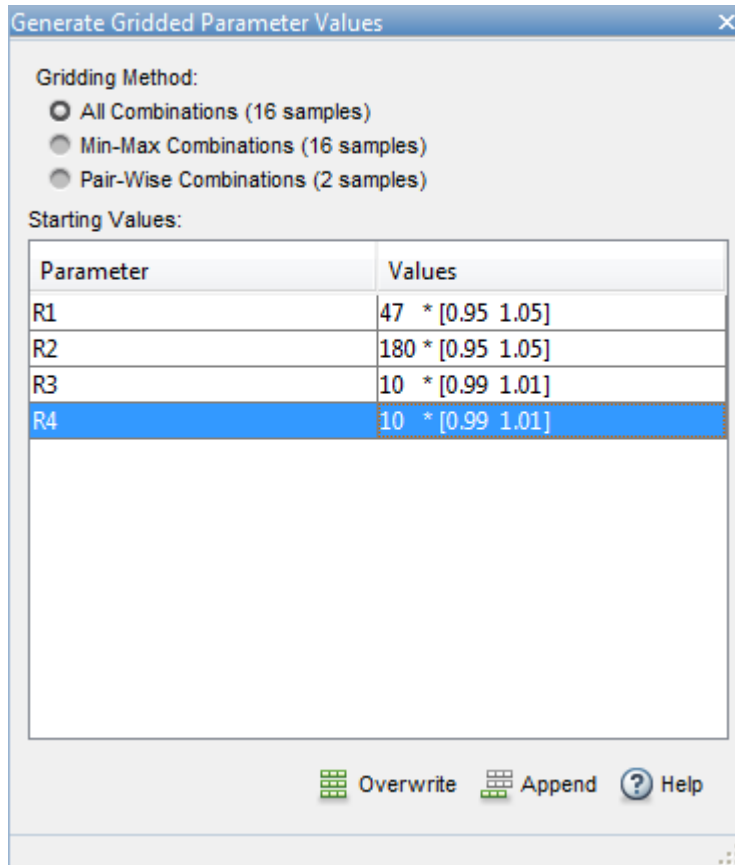 Generate Gridded Parameter Values
Gridding Method:
All Combinations (16 samples)
Min-Max Combinations (16 samples)
Pair-Wise Combinations (2 samples)
Starting Values:
Parameter Values
R1 47 * [0.95 1.05]
R2 180 * [0.95 1.05]
R3 10 * [0.99 1.01]
R4 10 * [0.99 1.01]
Overwrite Append ? Help